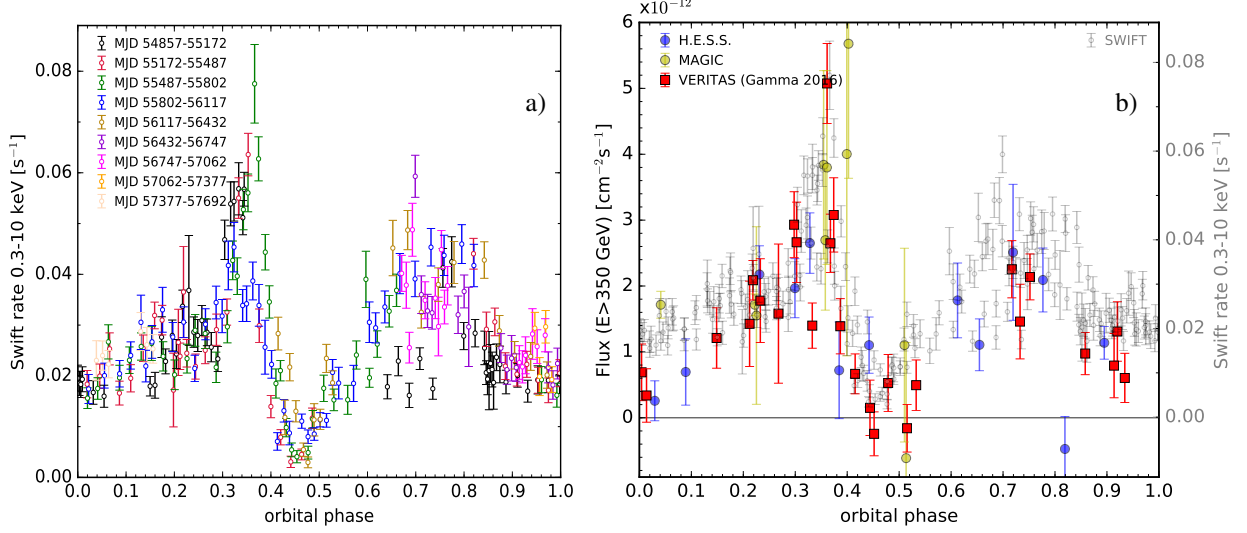 Swift rate 0.3-10 keV [s⁻¹]
0.08
0.06
0.04
0.02
0.00
MJD 54857-55172
MJD 55172-55487
MJD 55487-55802
MJD 55802-56117
MJD 56117-56432
MJD 56432-56747
MJD 56747-57062
MJD 57062-57377
MJD 57377-57692
a)
0.0 0.1 0.2 0.3 0.4 0.5 0.6 0.7 0.8 0.9 1.0
orbital phase
×10⁻¹²
Flux (E>350 GeV) [cm⁻²s⁻¹]
6
5
4
3
2
1
0
H.E.S.S.
MAGIC
VERITAS (Gamma 2016)
SWIFT
b)
0.08
0.06
0.04
0.02
0.00
Swift rate 0.3-10 keV [s⁻¹]
0.0 0.1 0.2 0.3 0.4 0.5 0.6 0.7 0.8 0.9 1.0
orbital phase